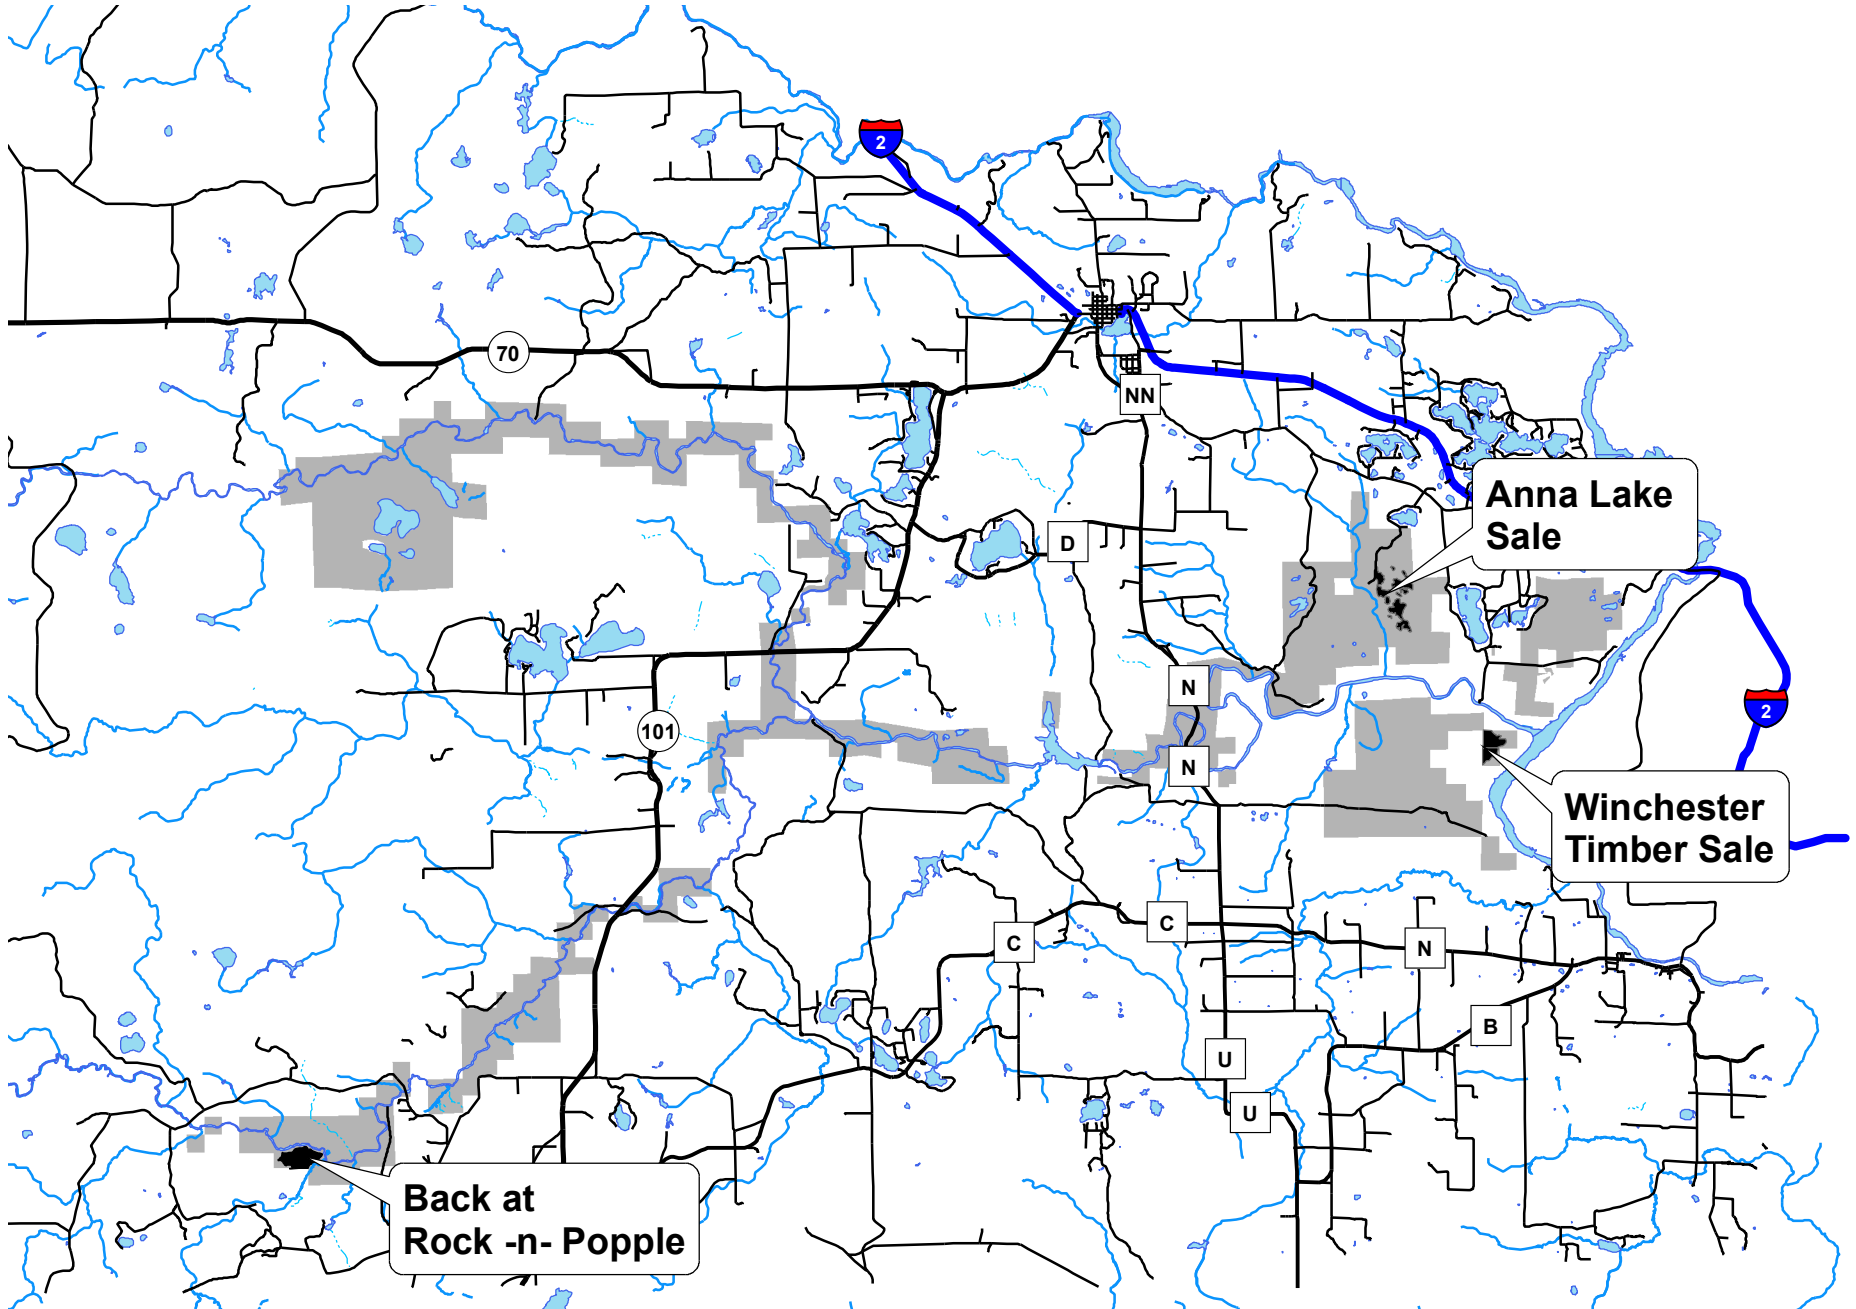 2
70
NN
Anna Lake
Sale
D
N
2
101
N
Winchester
Timber Sale
C
C
N
B
U
U
Back at
Rock -n- Popple